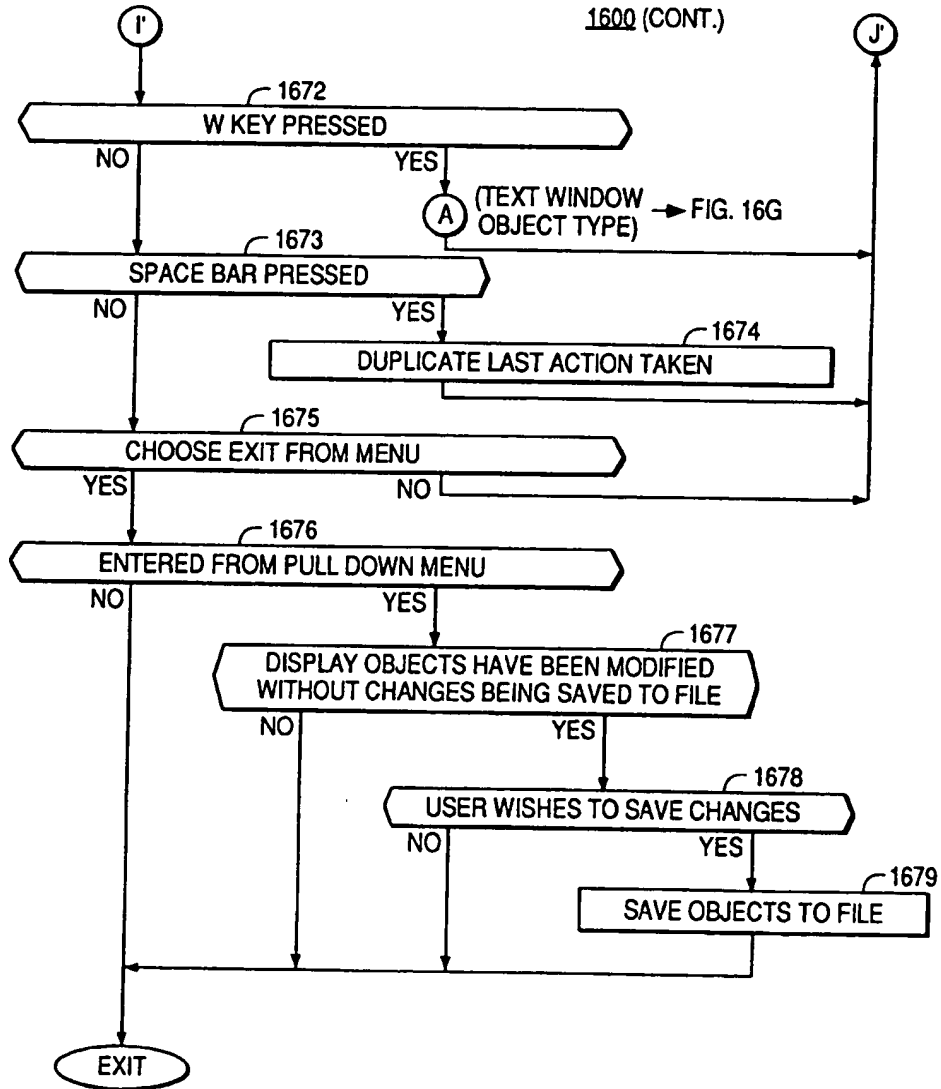 I'
1600 (CONT.)
J'
1672
W KEY PRESSED
NO
YES
A
(TEXT WINDOW
OBJECT TYPE)
FIG. 16G
1673
SPACE BAR PRESSED
NO
YES
1674
DUPLICATE LAST ACTION TAKEN
1675
CHOOSE EXIT FROM MENU
YES
NO
1676
ENTERED FROM PULL DOWN MENU
NO
YES
1677
DISPLAY OBJECTS HAVE BEEN MODIFIED
WITHOUT CHANGES BEING SAVED TO FILE
NO
YES
1678
USER WISHES TO SAVE CHANGES
NO
YES
1679
SAVE OBJECTS TO FILE
EXIT